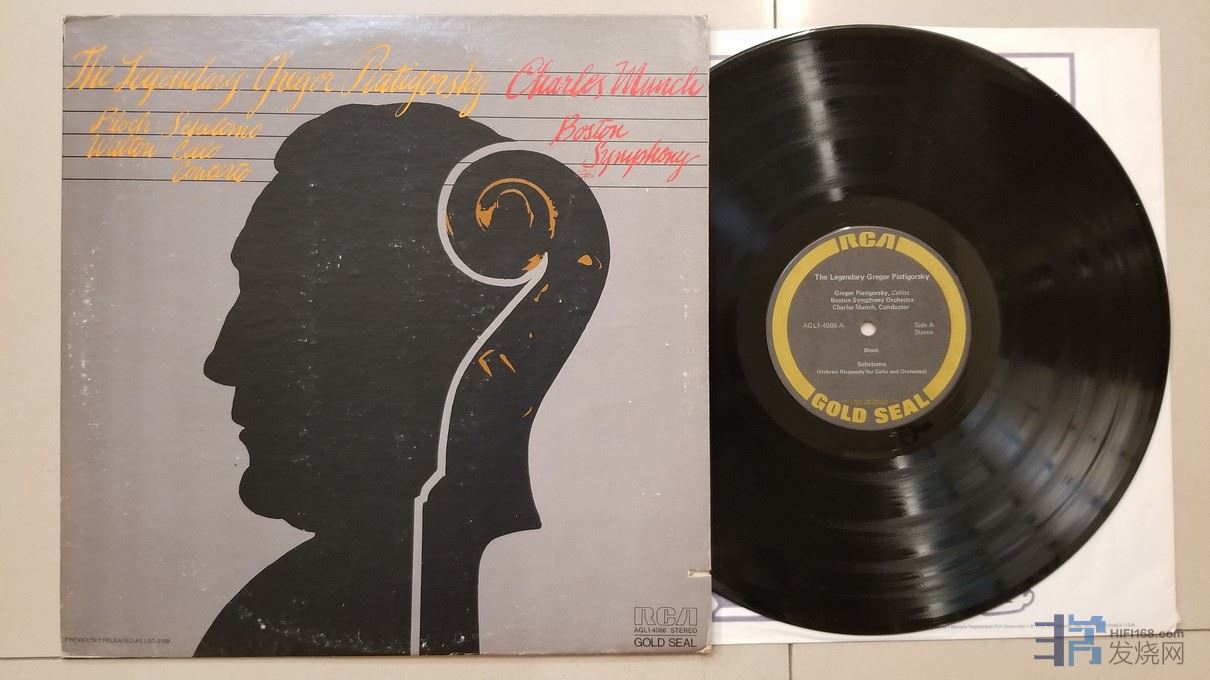 The Legendary Gregor Piatigorsky
Charles Munch
Bloch: Schelomo
Walton: Cello
Concerto
Boston
Symphony
PREVIOUSLY RELEASED AS LSC-2109
RCA
AGL1-4086 STEREO
GOLD SEAL
RCA
The Legendary Gregor Piatigorsky
Gregor Piatigorsky, Cellist
Boston Symphony Orchestra
Charles Munch, Conductor
AGL1-4086-A
Side A
Stereo
Bloch
Schelomo
(Hebraic Rhapsody for Cello and Orchestra)
GOLD SEAL
HIFI168.com
发烧网